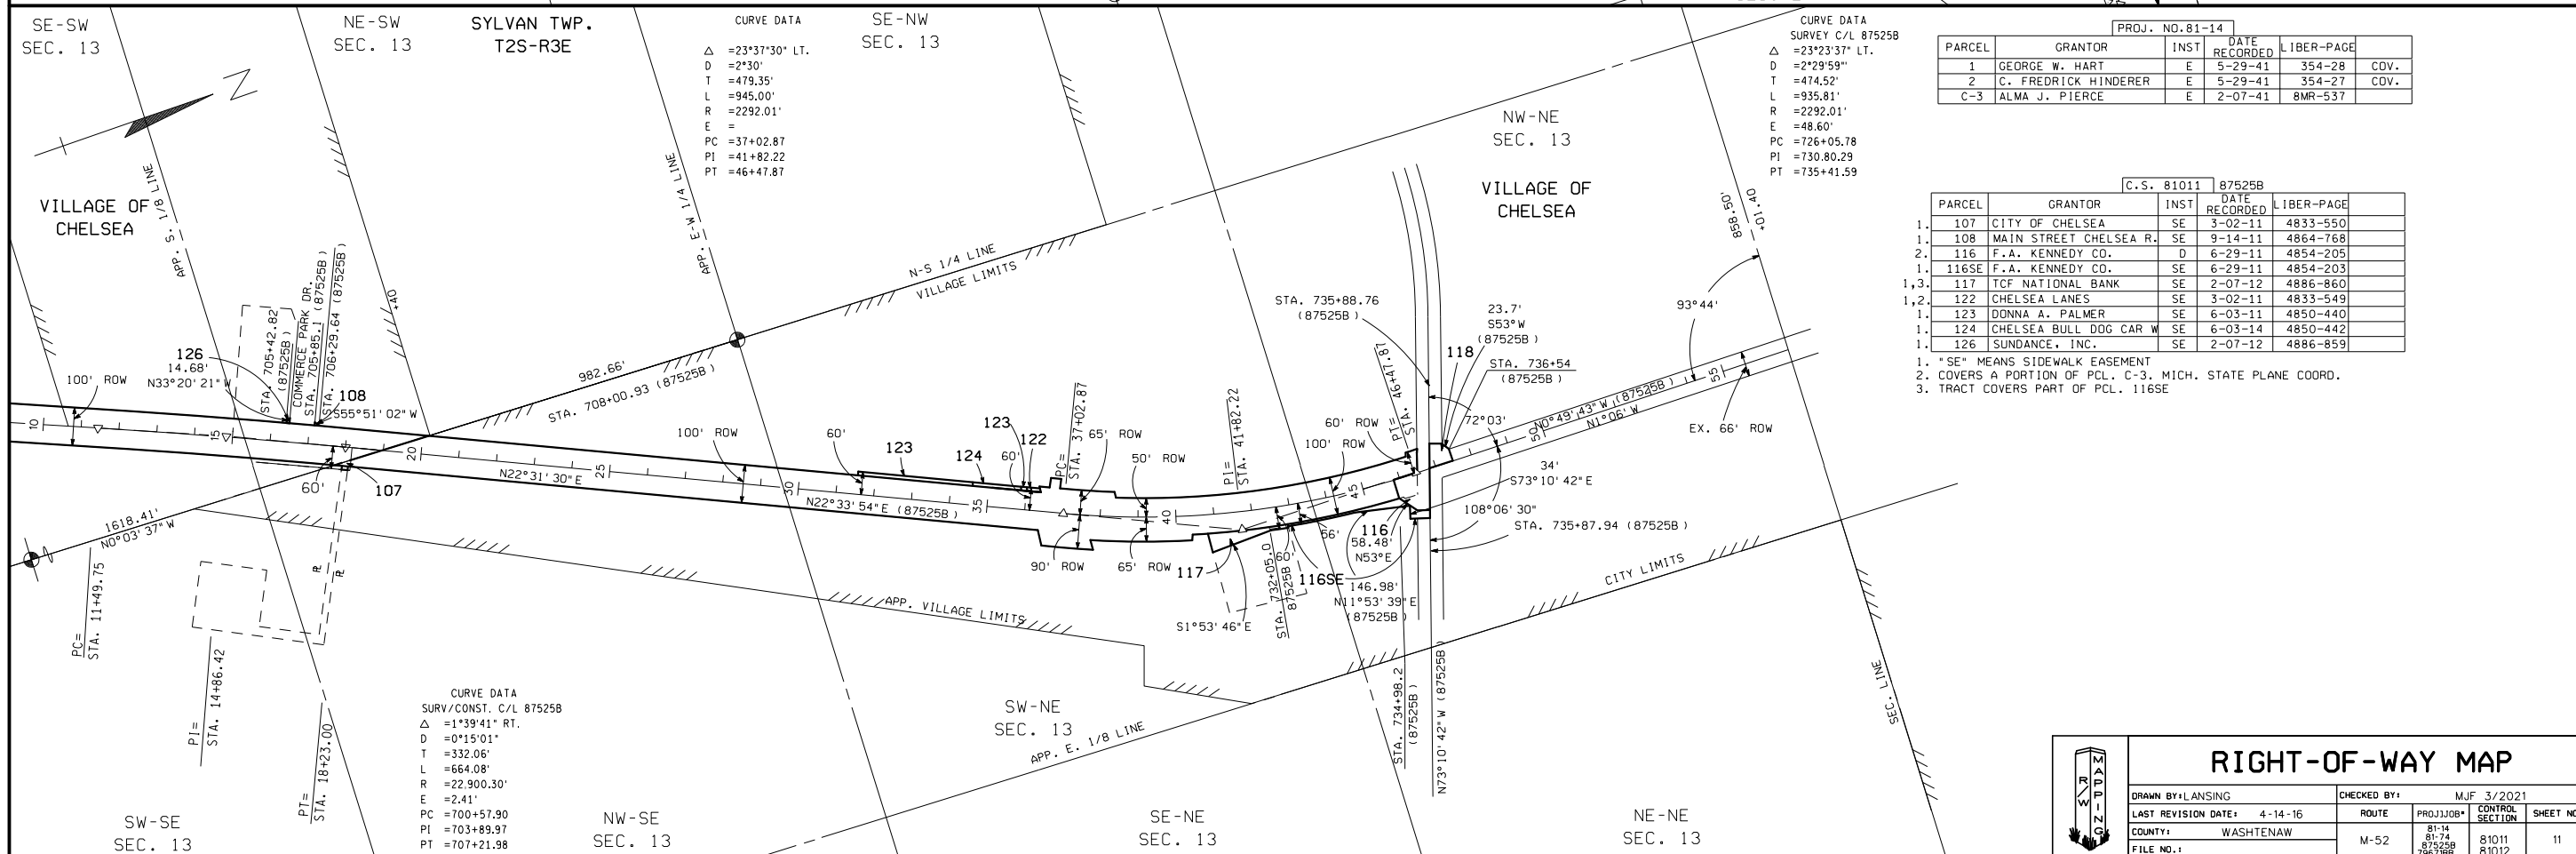 SE-SW
SEC. 13
NE-SW
SEC. 13
SYLVAN TWP.
T2S-R3E
CURVE DATA
△ =23°37'30" LT.
D =2°30'
T =479.35'
L =945.00'
R =2292.01'
E =
PC =37+02.87
PI =41+82.22
PT =46+47.87
SE-NW
SEC. 13
NW-NE
SEC. 13
CURVE DATA
SURVEY C/L 87525B
△ =23°23'37" LT.
D =2°29'59"
T =474.52'
L =935.81'
R =2292.01'
E =48.60'
PC =726+05.78
PI =730.80.29
PT =735+41.59
PROJ. NO.81-14
PARCEL GRANTOR INST DATE RECORDED LIBER-PAGE
1 GEORGE W. HART E 5-29-41 354-28 COV.
2 C. FREDRICK HINDERER E 5-29-41 354-27 COV.
C-3 ALMA J. PIERCE E 2-07-41 8MR-537
C.S. 81011 87525B
PARCEL GRANTOR INST DATE RECORDED LIBER-PAGE
1. 107 CITY OF CHELSEA SE 3-02-11 4833-550
1. 108 MAIN STREET CHELSEA R. SE 9-14-11 4864-768
2. 116 F.A. KENNEDY CO. D 6-29-11 4854-205
1. 116SE F.A. KENNEDY CO. SE 6-29-11 4854-203
1,3. 117 TCF NATIONAL BANK SE 2-07-12 4886-860
1,2. 122 CHELSEA LANES SE 3-02-11 4833-549
1. 123 DONNA A. PALMER SE 6-03-11 4850-440
1. 124 CHELSEA BULL DOG CAR W SE 6-03-14 4850-442
1. 126 SUNDANCE, INC. SE 2-07-12 4886-859
1. "SE" MEANS SIDEWALK EASEMENT
2. COVERS A PORTION OF PCL. C-3. MICH. STATE PLANE COORD.
3. TRACT COVERS PART OF PCL. 116SE
N
VILLAGE OF
CHELSEA
APP. S. 1/8 LINE
APP. E-W 1/4 LINE
N-S 1/4 LINE
VILLAGE LIMITS
VILLAGE OF
CHELSEA
858.50'
+01.40
93°44'
+40
STA. 705+42.82
(87525B)
COMMERCE PARK DR.
STA. 705+85.1 (87525B)
STA. 706+29.64 (87525B)
126
14.68'
N33°20'21"W
108
S55°51'02"W
100' ROW
982.66'
STA. 708+00.93 (87525B)
10
15
20
25
30
35
40
45
50
55
60'
107
N22°31'30"E
100' ROW
N22°33'54"E (87525B)
60'
123
124
123
122
60'
PC=
STA. 37+02.87
65' ROW
50' ROW
PI=
STA. 41+82.22
100' ROW
60' ROW
PT=
STA. 46+47.87
STA. 735+88.76
(87525B)
23.7'
S53°W
(87525B)
118
STA. 736+54
(87525B)
72°03'
N0°49'43"W (87525B)
N1°06' W
EX. 66' ROW
34'
S73°10'42"E
108°06'30"
STA. 735+87.94 (87525B)
1618.41'
N0°03'37"W
PC=
STA. 11+49.75
PI=
STA. 14+86.42
PT=
STA. 18+23.00
90' ROW
65' ROW
117
S1°53'46"E
STA. 732+05.0
87525B
60'
56'
116SE
116
58.48'
N53°E
146.98'
N11°53'39"E
(87525B)
STA. 734+98.2
(87525B)
N73°10'42"W (87525B)
CITY LIMITS
APP. VILLAGE LIMITS
APP. E. 1/8 LINE
SEC. LINE
CURVE DATA
SURV/CONST. C/L 87525B
△ =1°39'41" RT.
D =0°15'01"
T =332.06'
L =664.08'
R =22,900.30'
E =2.41'
PC =700+57.90
PI =703+89.97
PT =707+21.98
SW-SE
SEC. 13
NW-SE
SEC. 13
SW-NE
SEC. 13
SE-NE
SEC. 13
NE-NE
SEC. 13
R/W
MAPPING
RIGHT-OF-WAY MAP
DRAWN BY: LANSING
CHECKED BY: MJF 3/2021
LAST REVISION DATE: 4-14-16
COUNTY: WASHTENAW
FILE NO.:
ROUTE
M-52
PROJ/JOB#
81-14
81-74
87525B
CONTROL SECTION
81011
81012
SHEET NO
11